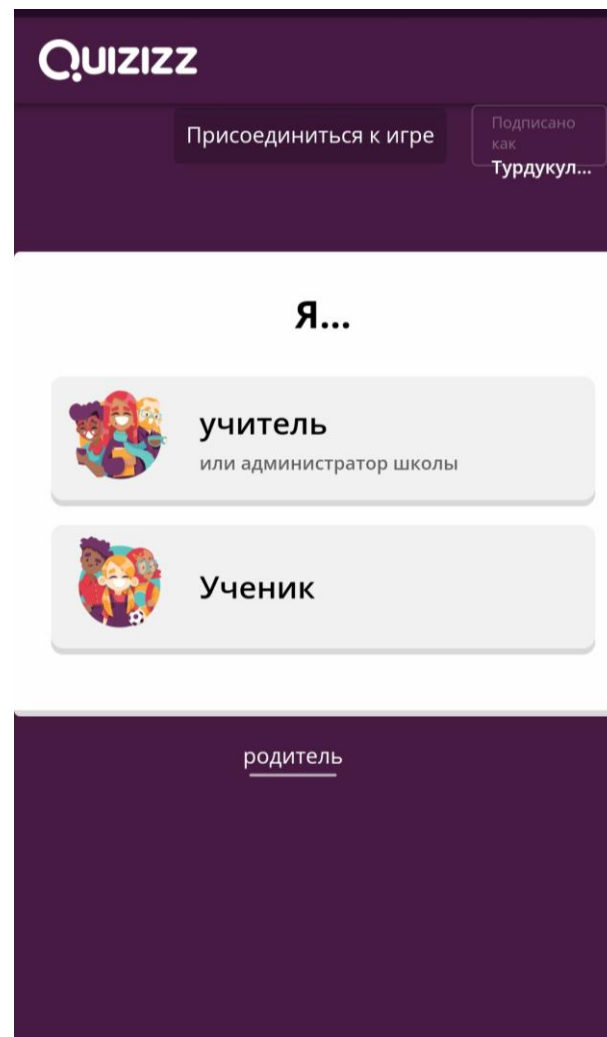 Quizizz
Присоединиться к игре
Подписано
как
Турдукул...
Я...
учитель
или администратор школы
Ученик
родитель